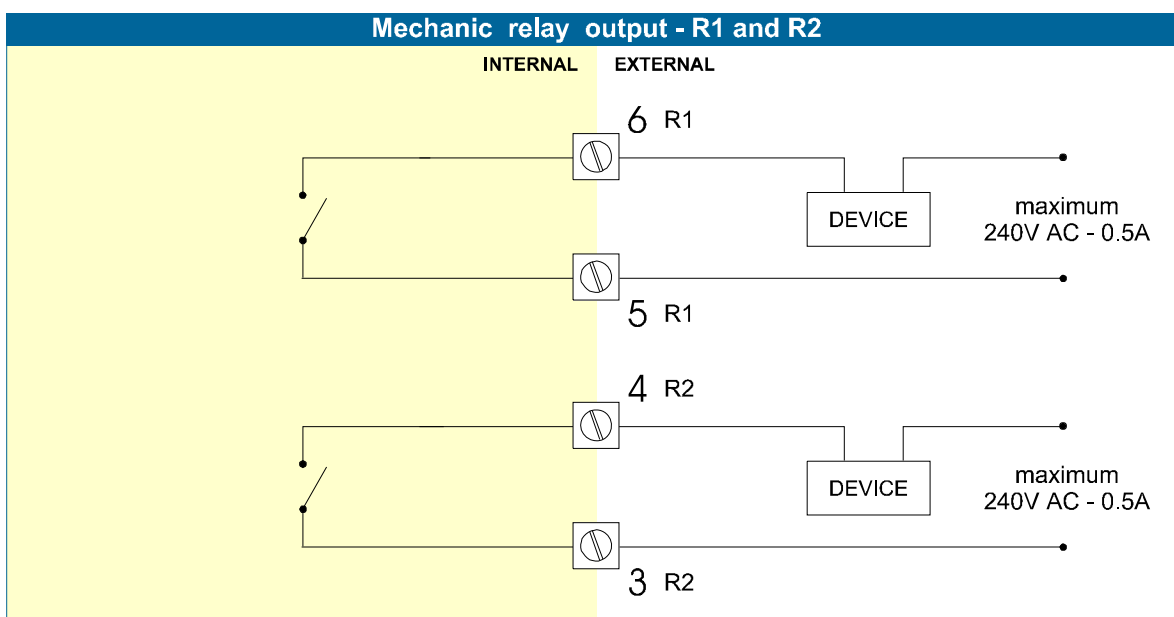 Mechanic relay output - R1 and R2
INTERNAL EXTERNAL
6 R1
DEVICE
maximum
240V AC - 0.5A
5 R1
4 R2
DEVICE
maximum
240V AC - 0.5A
3 R2